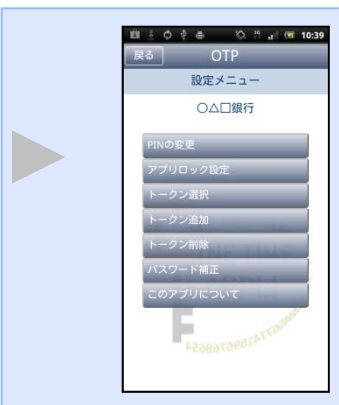 10:39
戻る OTP
設定メニュー
○△□銀行
PINの変更
アプリロック設定
トークン選択
トークン追加
トークン削除
パスワード補正
このアプリについて